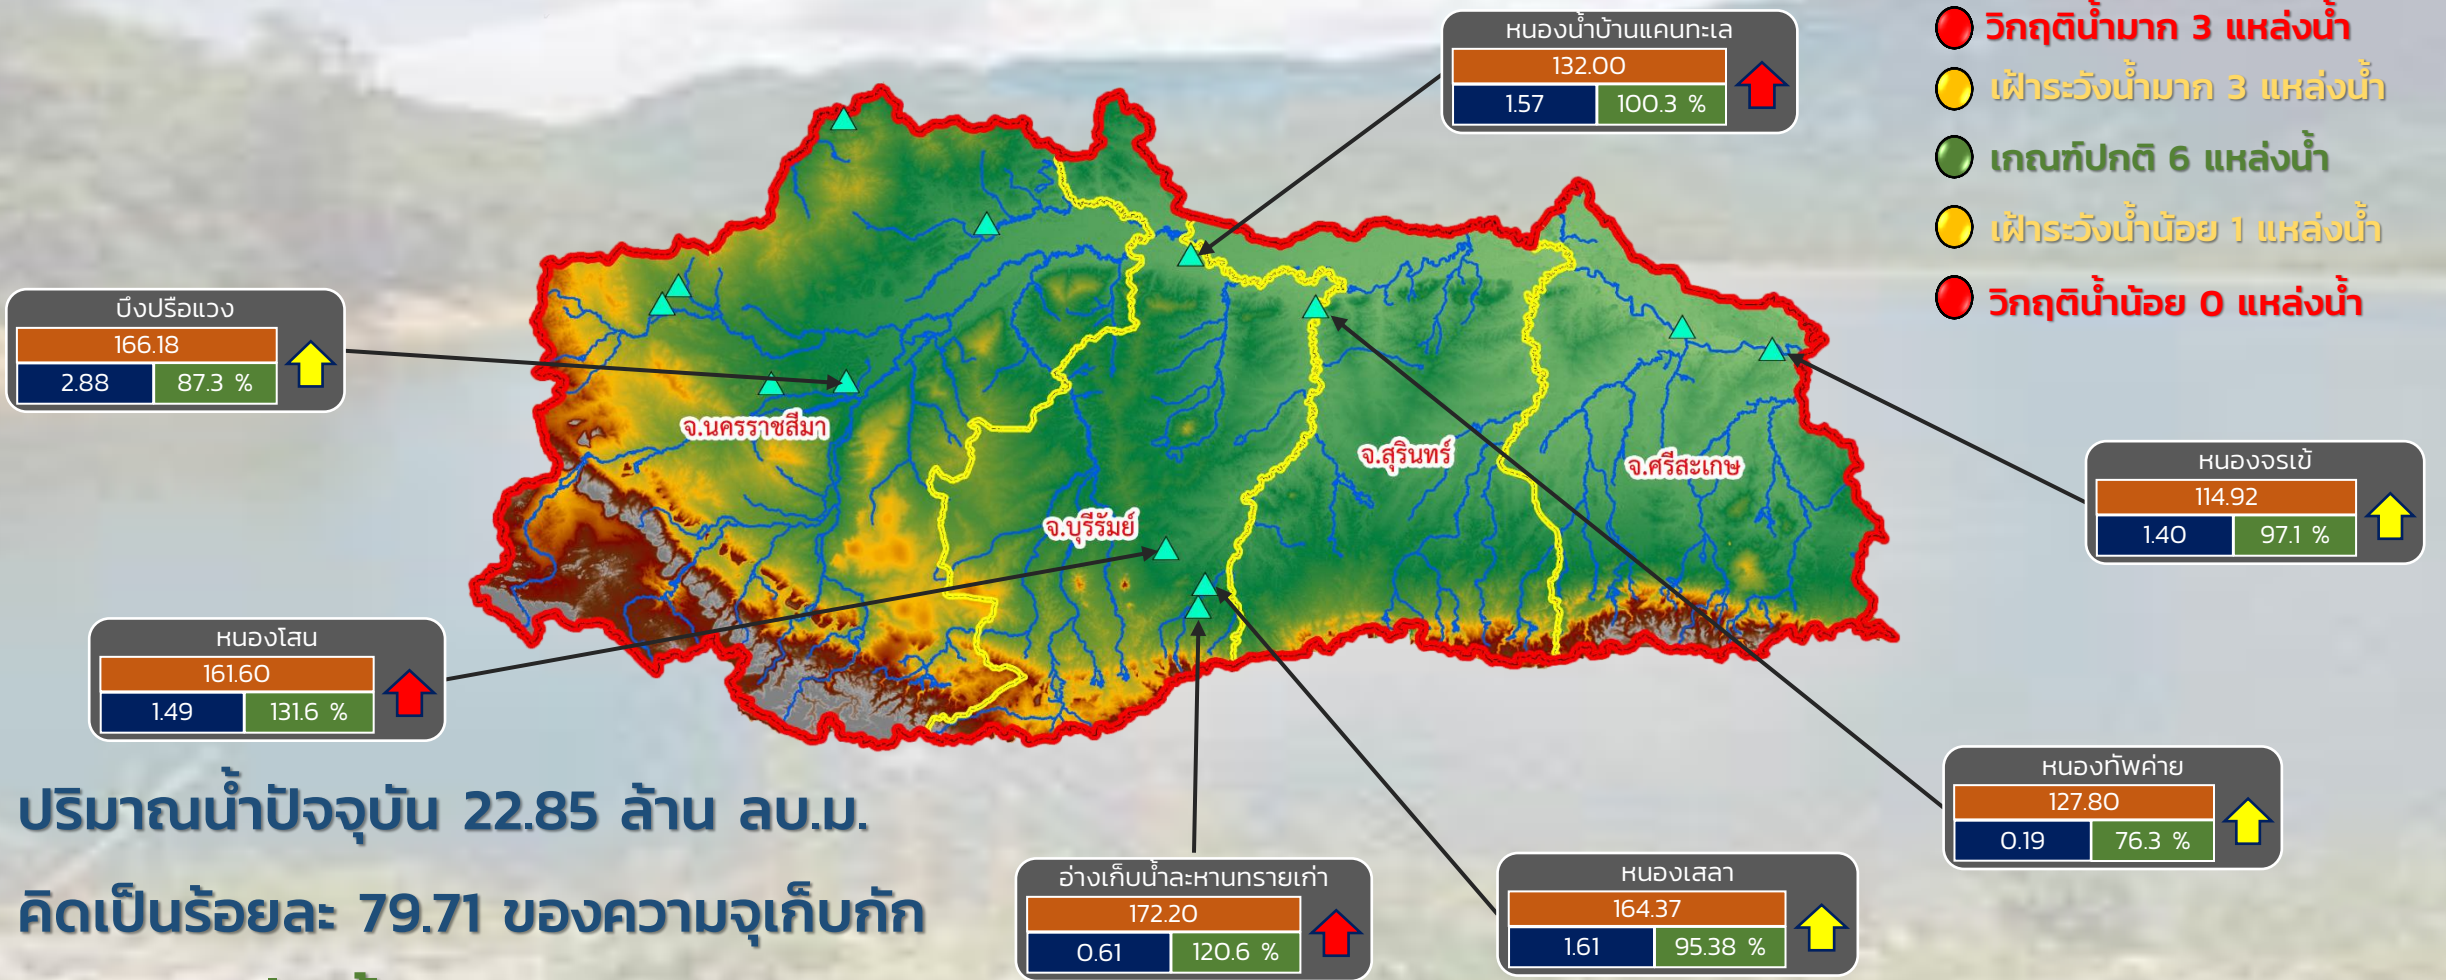 หนองน้ำบ้านแคนทะเล
132.00
1.57 100.3 %
วิกฤติน้ำมาก 3 แหล่งน้ำ
เฝ้าระวังน้ำมาก 3 แหล่งน้ำ
เกณฑ์ปกติ 6 แหล่งน้ำ
เฝ้าระวังน้ำน้อย 1 แหล่งน้ำ
วิกฤติน้ำน้อย 0 แหล่งน้ำ
บึงปรือแวง
166.18
2.88 87.3 %
จ.นครราชสีมา
จ.บุรีรัมย์
จ.สุรินทร์
จ.ศรีสะเกษ
หนองจรเข้
114.92
1.40 97.1 %
หนองโสน
161.60
1.49 131.6 %
หนองทัพค่าย
127.80
0.19 76.3 %
อ่างเก็บน้ำละหานทรายเก่า
172.20
0.61 120.6 %
หนองเสลา
164.37
1.61 95.38 %
ปริมาณน้ำปัจจุบัน 22.85 ล้าน ลบ.ม.
คิดเป็นร้อยละ 79.71 ของความจุเก็บกัก